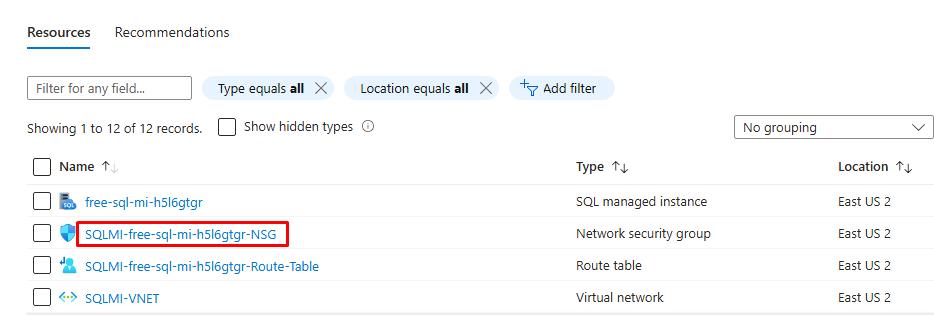 Resources Recommendations
Filter for any field...
Type equals all
Location equals all
Add filter
Showing 1 to 12 of 12 records.
Show hidden types
No grouping
Name Type Location
SQL
free-sql-mi-h5l6gtgr SQL managed instance East US 2
SQLMI-free-sql-mi-h5l6gtgr-NSG Network security group East US 2
SQLMI-free-sql-mi-h5l6gtgr-Route-Table Route table East US 2
SQLMI-VNET Virtual network East US 2